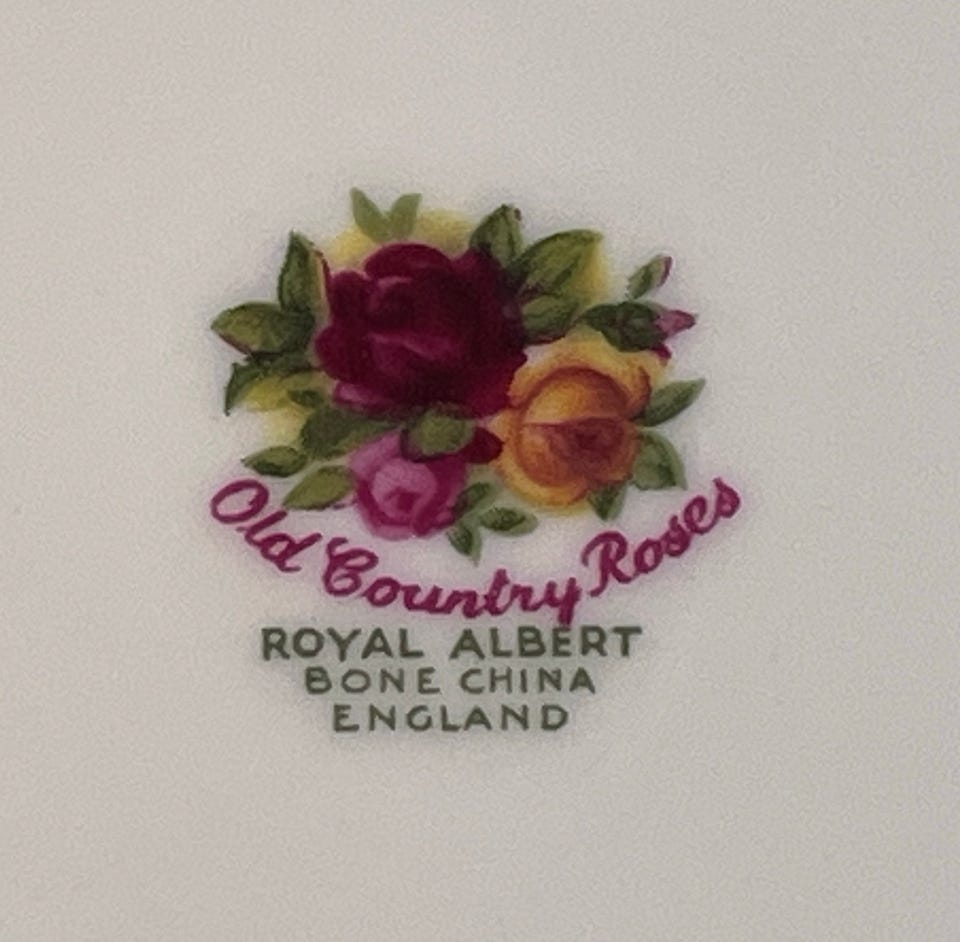 Old Country Roses
ROYAL ALBERT
BONE CHINA
ENGLAND